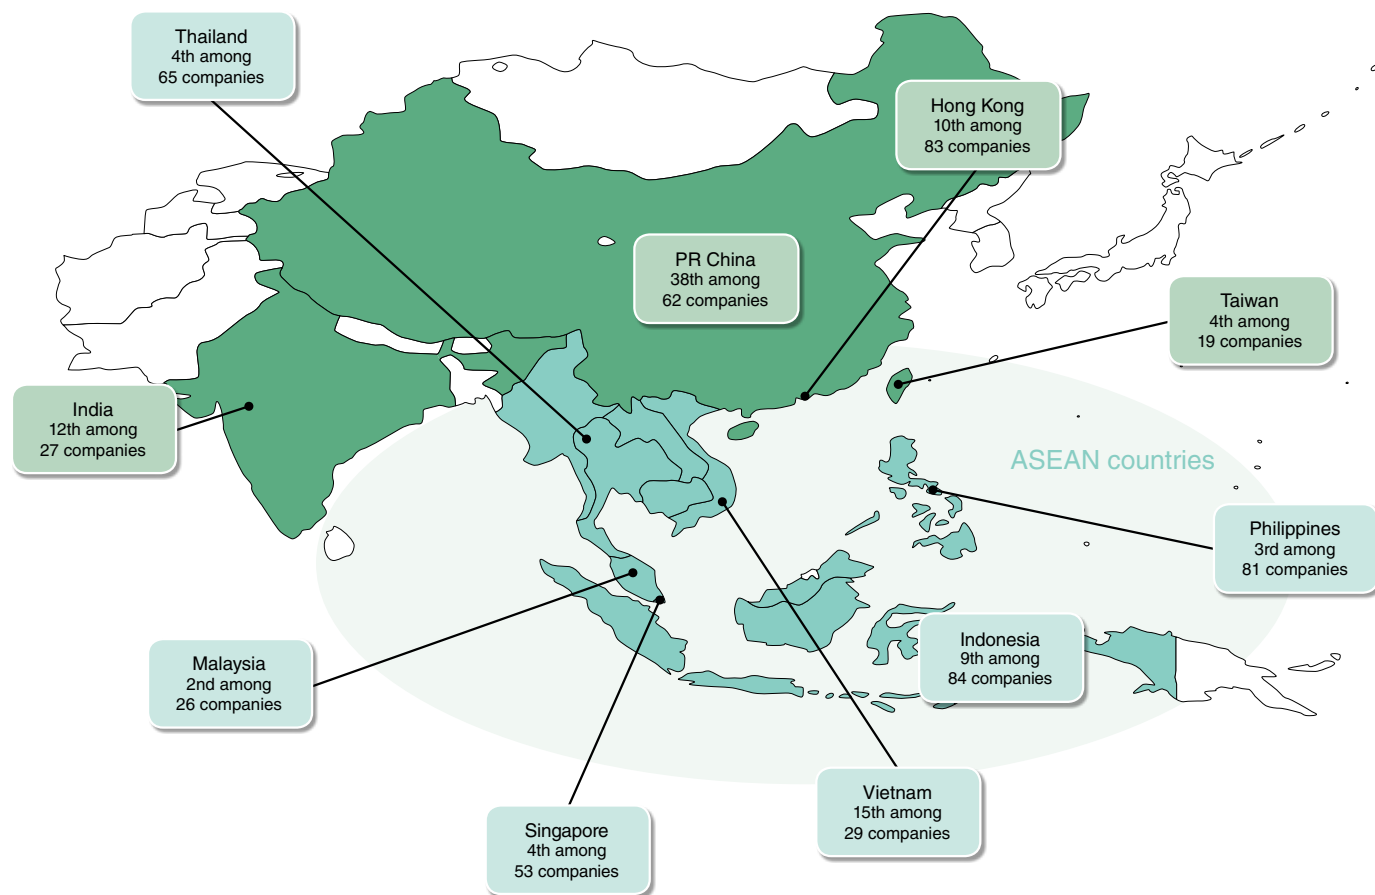 Thailand
4th among
65 companies
Hong Kong
10th among
83 companies
PR China
38th among
62 companies
Taiwan
4th among
19 companies
India
12th among
27 companies
ASEAN countries
Philippines
3rd among
81 companies
Malaysia
2nd among
26 companies
Indonesia
9th among
84 companies
Vietnam
15th among
29 companies
Singapore
4th among
53 companies